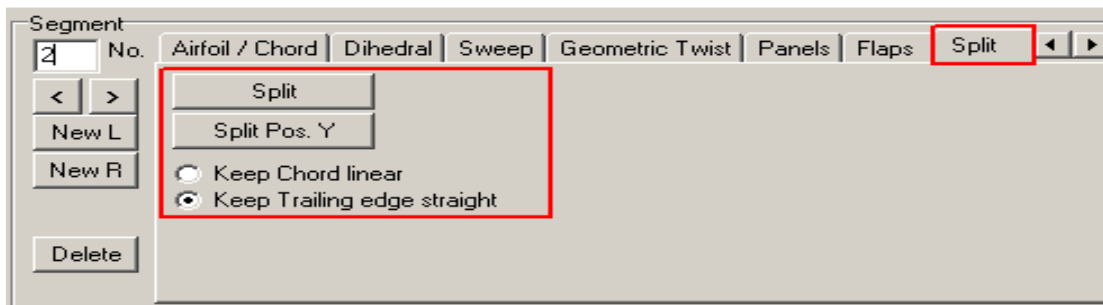 Segment
2 No.
Airfoil / Chord Dihedral Sweep Geometric Twist Panels Flaps Split
< >
New L
New R
Delete
Split
Split Pos. Y
Keep Chord linear
Keep Trailing edge straight